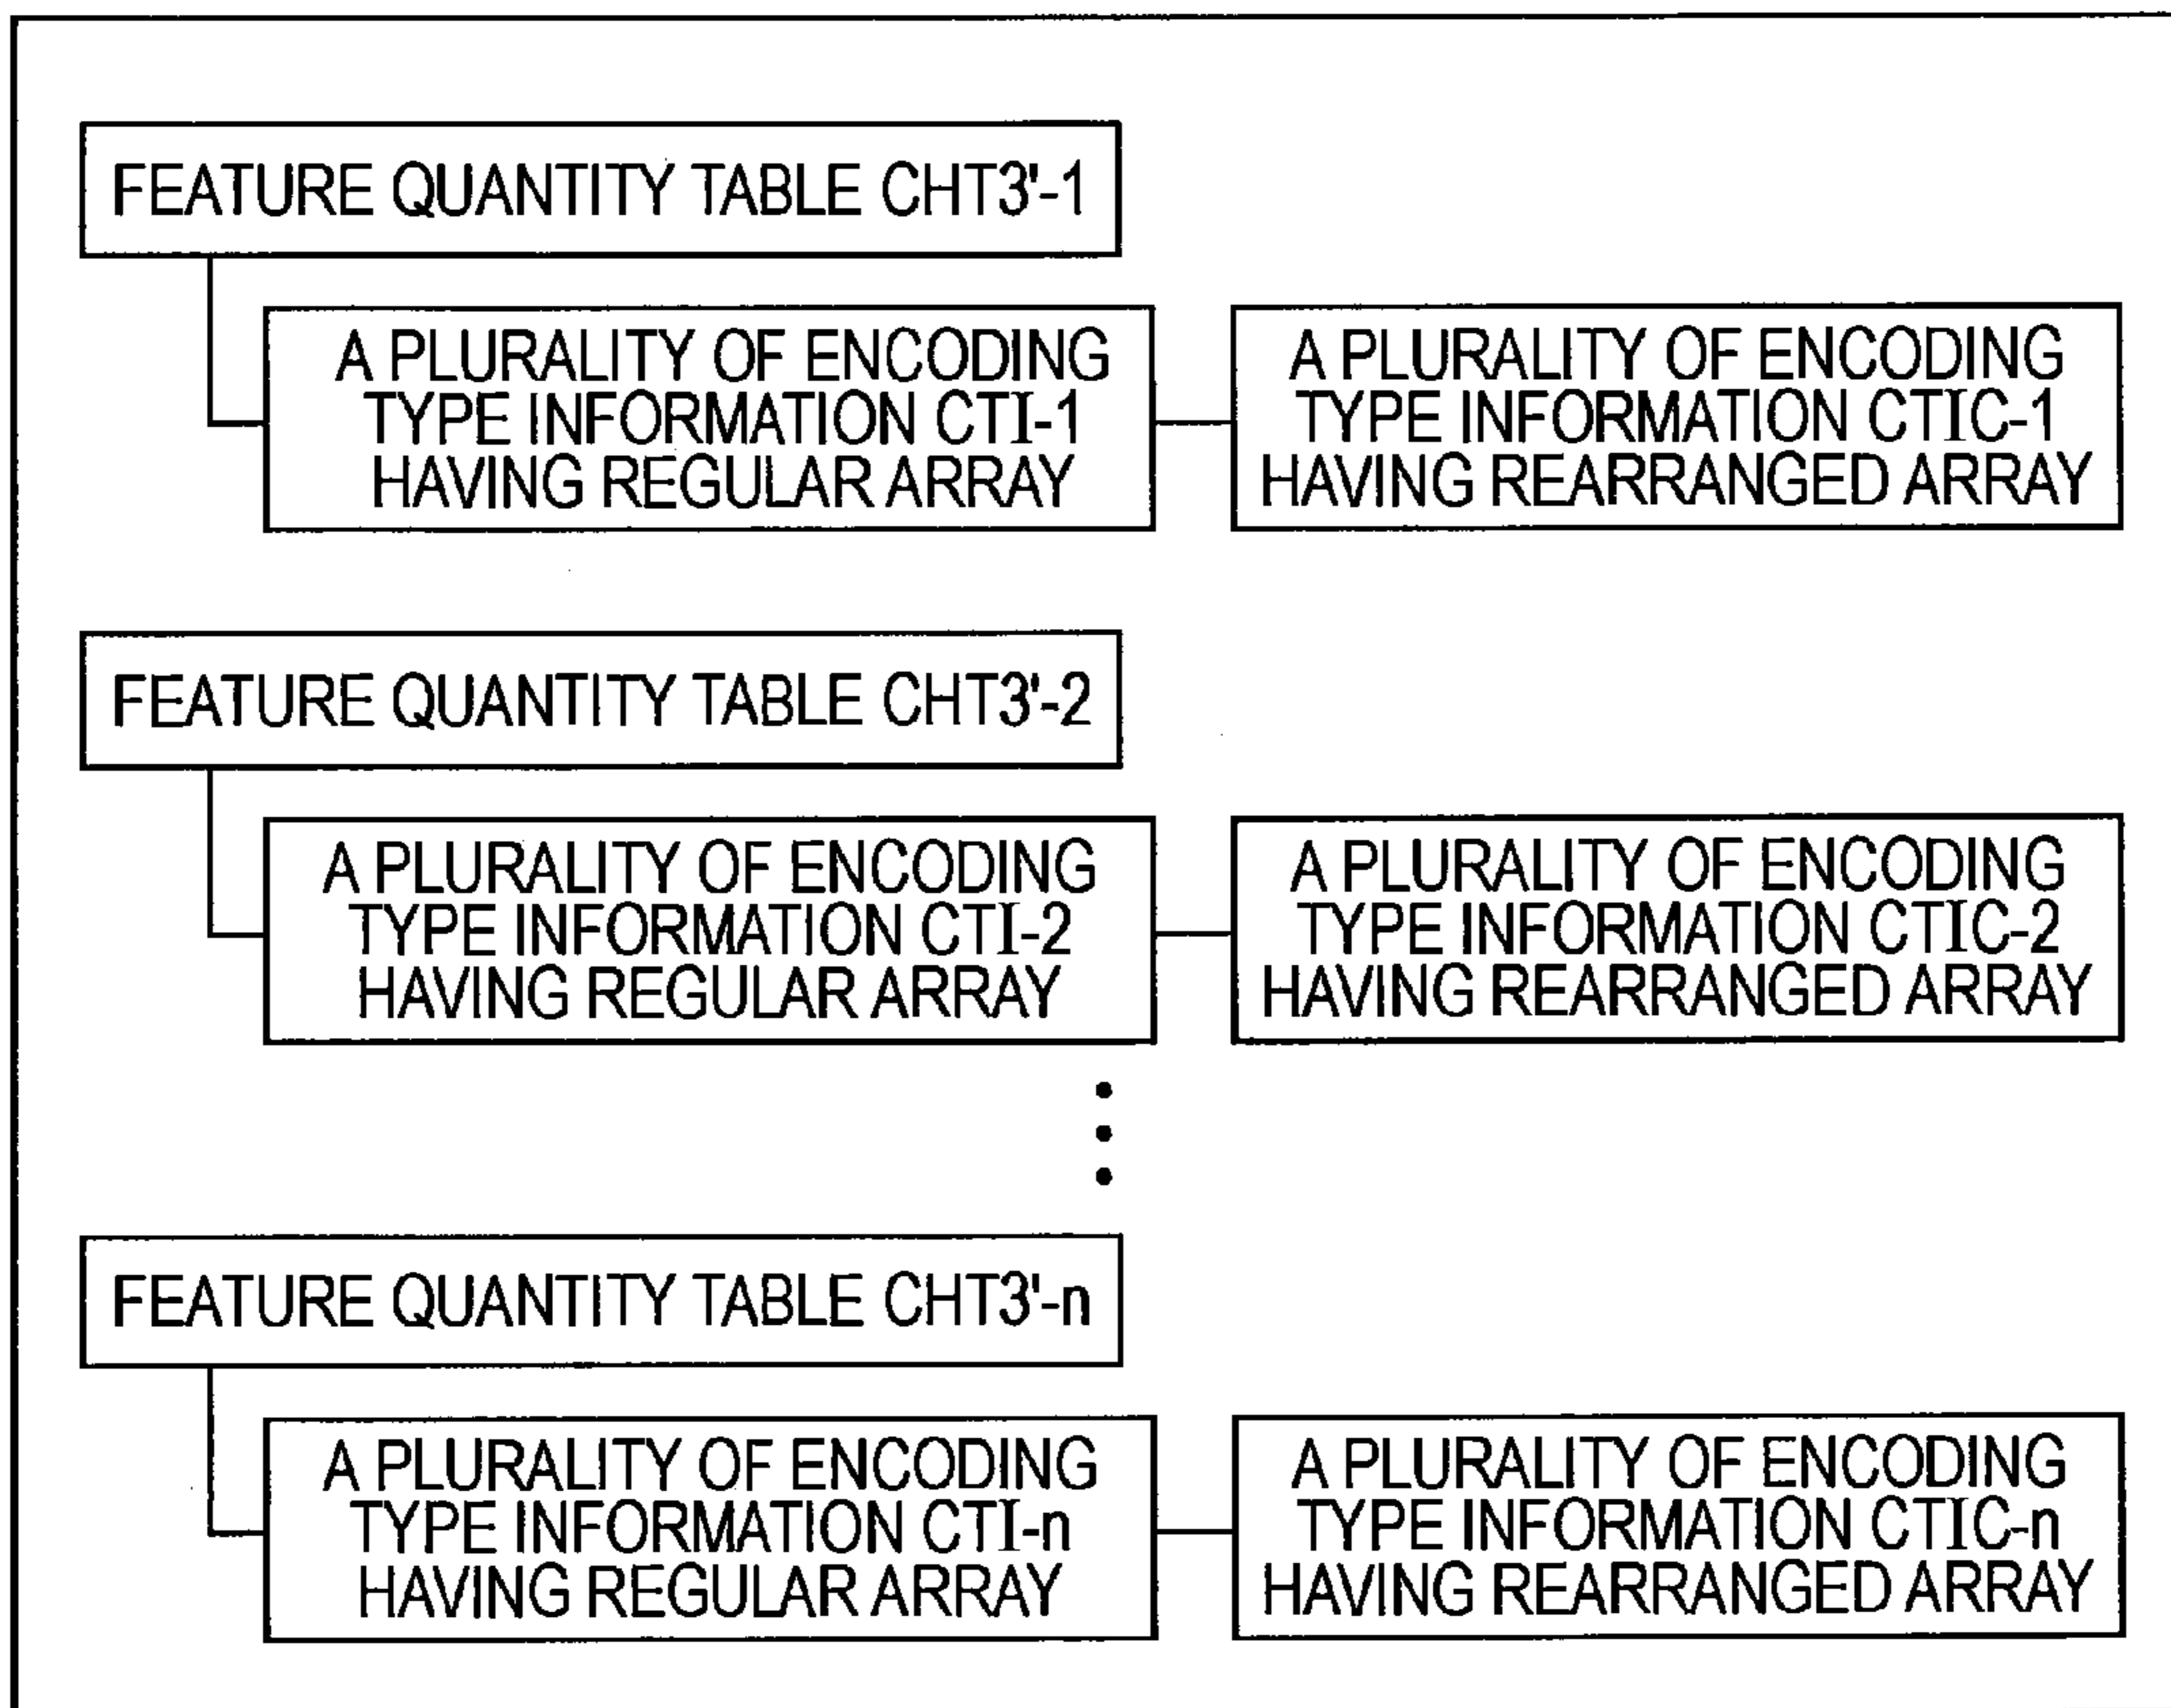 FEATURE QUANTITY TABLE CHT3'-1
A PLURALITY OF ENCODING
TYPE INFORMATION CTI-1
HAVING REGULAR ARRAY
A PLURALITY OF ENCODING
TYPE INFORMATION CTIC-1
HAVING REARRANGED ARRAY
FEATURE QUANTITY TABLE CHT3'-2
A PLURALITY OF ENCODING
TYPE INFORMATION CTI-2
HAVING REGULAR ARRAY
A PLURALITY OF ENCODING
TYPE INFORMATION CTIC-2
HAVING REARRANGED ARRAY
FEATURE QUANTITY TABLE CHT3'-n
A PLURALITY OF ENCODING
TYPE INFORMATION CTI-n
HAVING REGULAR ARRAY
A PLURALITY OF ENCODING
TYPE INFORMATION CTIC-n
HAVING REARRANGED ARRAY